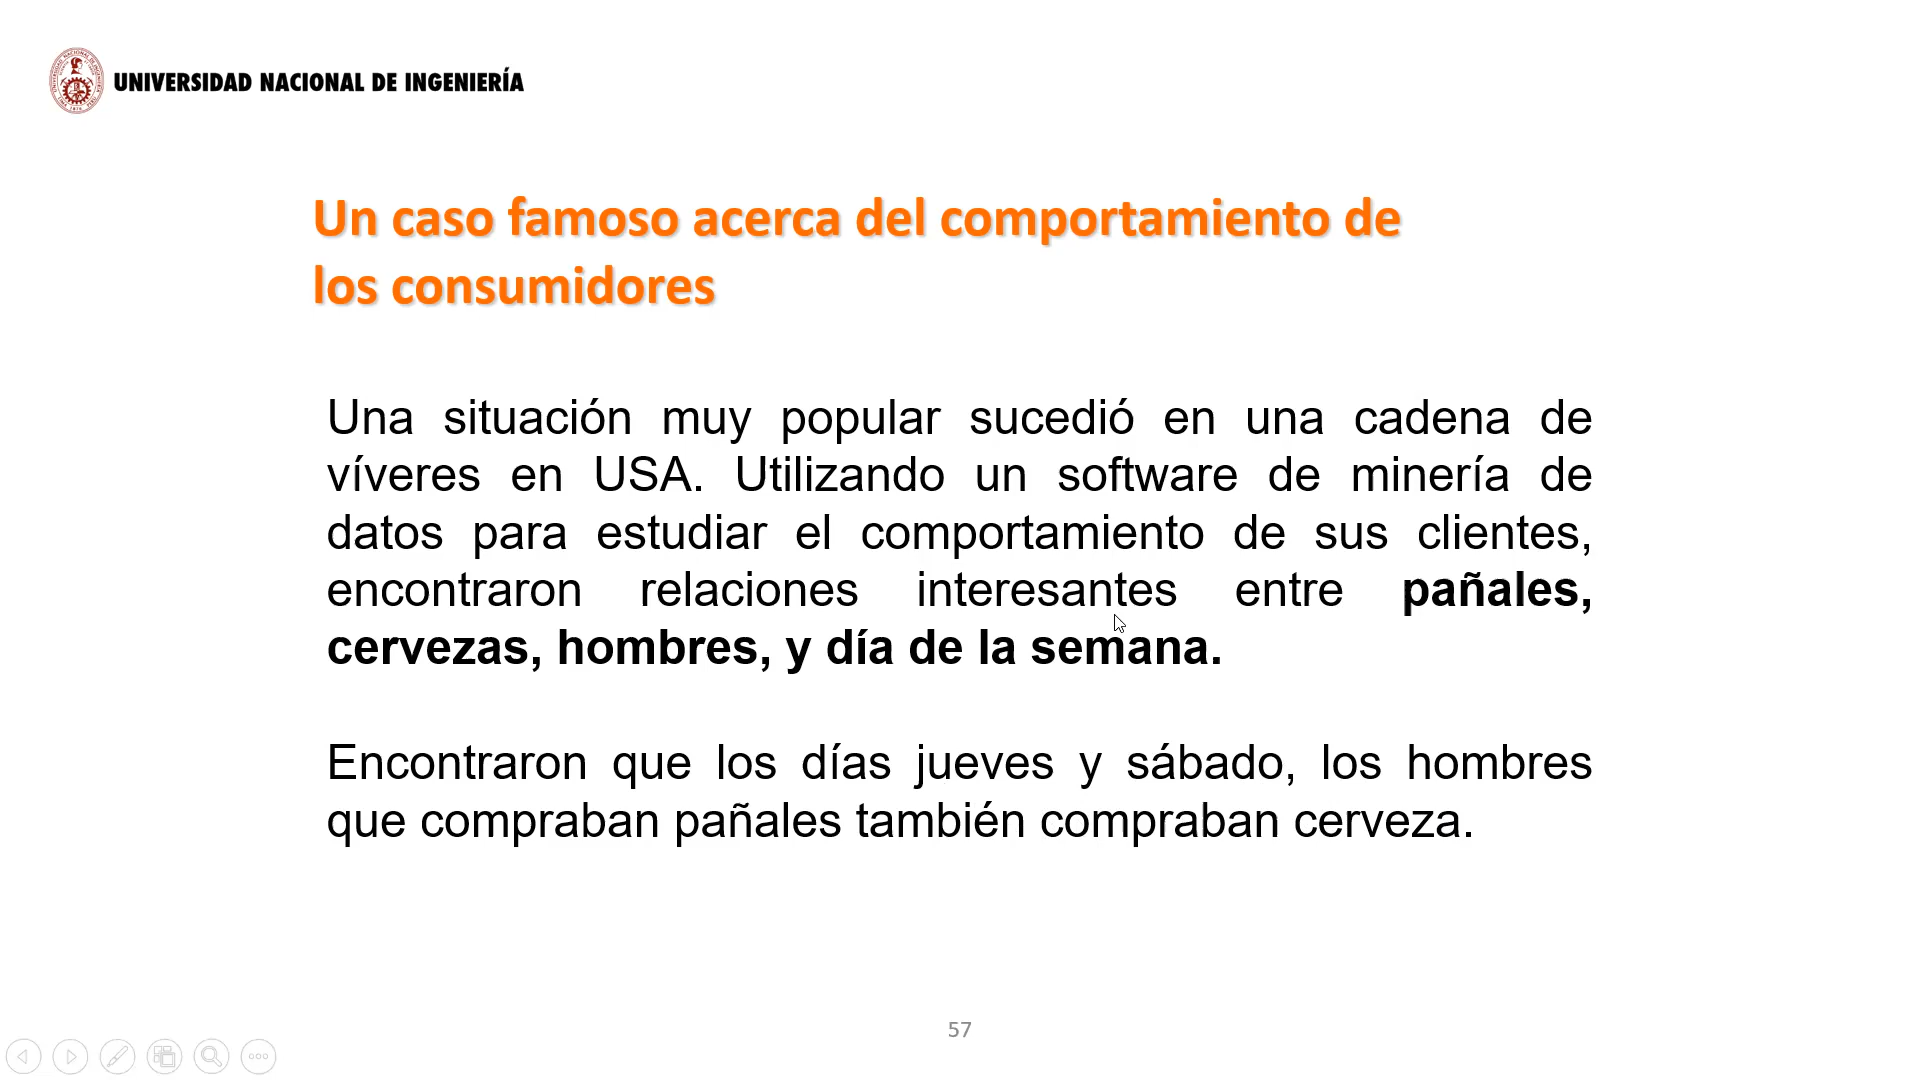 UNIVERSIDAD NACIONAL DE INGENIERÍA
Un caso famoso acerca del comportamiento de
los consumidores
Una situación muy popular sucedió en una cadena de
víveres en USA. Utilizando un software de minería de
datos para estudiar el comportamiento de sus clientes,
encontraron relaciones interesantes entre pañales,
cervezas, hombres, y día de la semana.
Encontraron que los días jueves y sábado, los hombres
que compraban pañales también compraban cerveza.
57